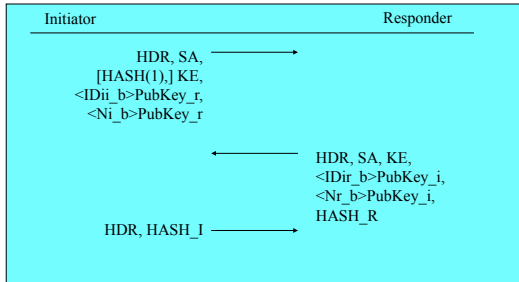 Initiator Responder
HDR, SA,
[HASH(1),] KE,
<IDii_b>PubKey_r,
<Ni_b>PubKey_r
HDR, SA, KE,
<IDir_b>PubKey_i,
<Nr_b>PubKey_i,
HASH_R
HDR, HASH_I